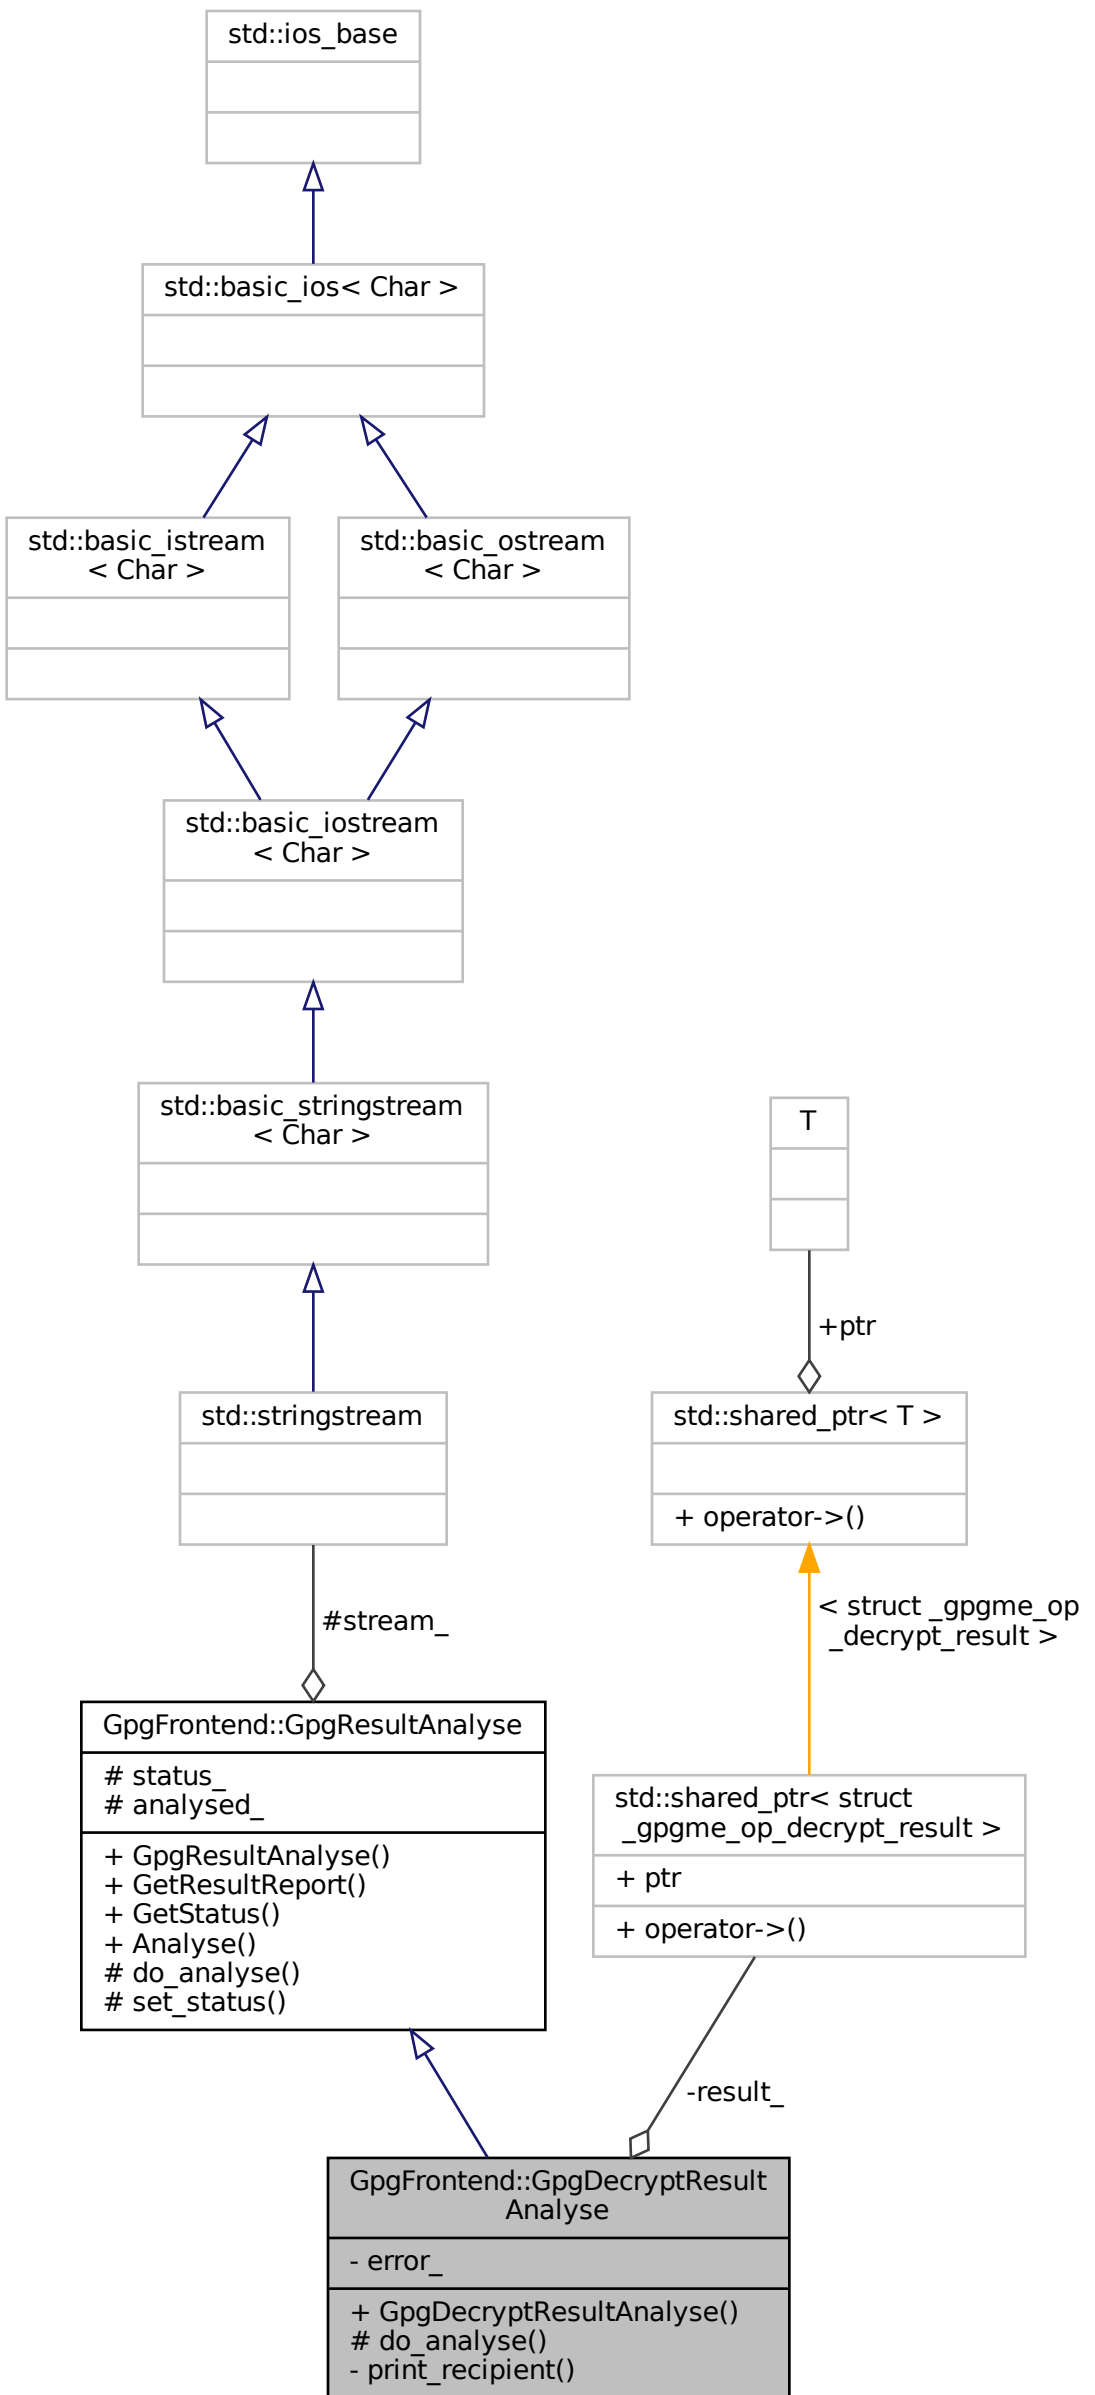 std::ios_base
std::basic_ios< Char >
std::basic_istream
< Char >
std::basic_ostream
< Char >
std::basic_iostream
< Char >
std::basic_stringstream
< Char >
T
+ptr
std::stringstream
std::shared_ptr< T >
+ operator->()
#stream_
< struct _gpgme_op
_decrypt_result >
GpgFrontend::GpgResultAnalyse
# status_
# analysed_
+ GpgResultAnalyse()
+ GetResultReport()
+ GetStatus()
+ Analyse()
# do_analyse()
# set_status()
std::shared_ptr< struct
_gpgme_op_decrypt_result >
+ ptr
+ operator->()
-result_
GpgFrontend::GpgDecryptResult
Analyse
- error_
+ GpgDecryptResultAnalyse()
# do_analyse()
- print_recipient()